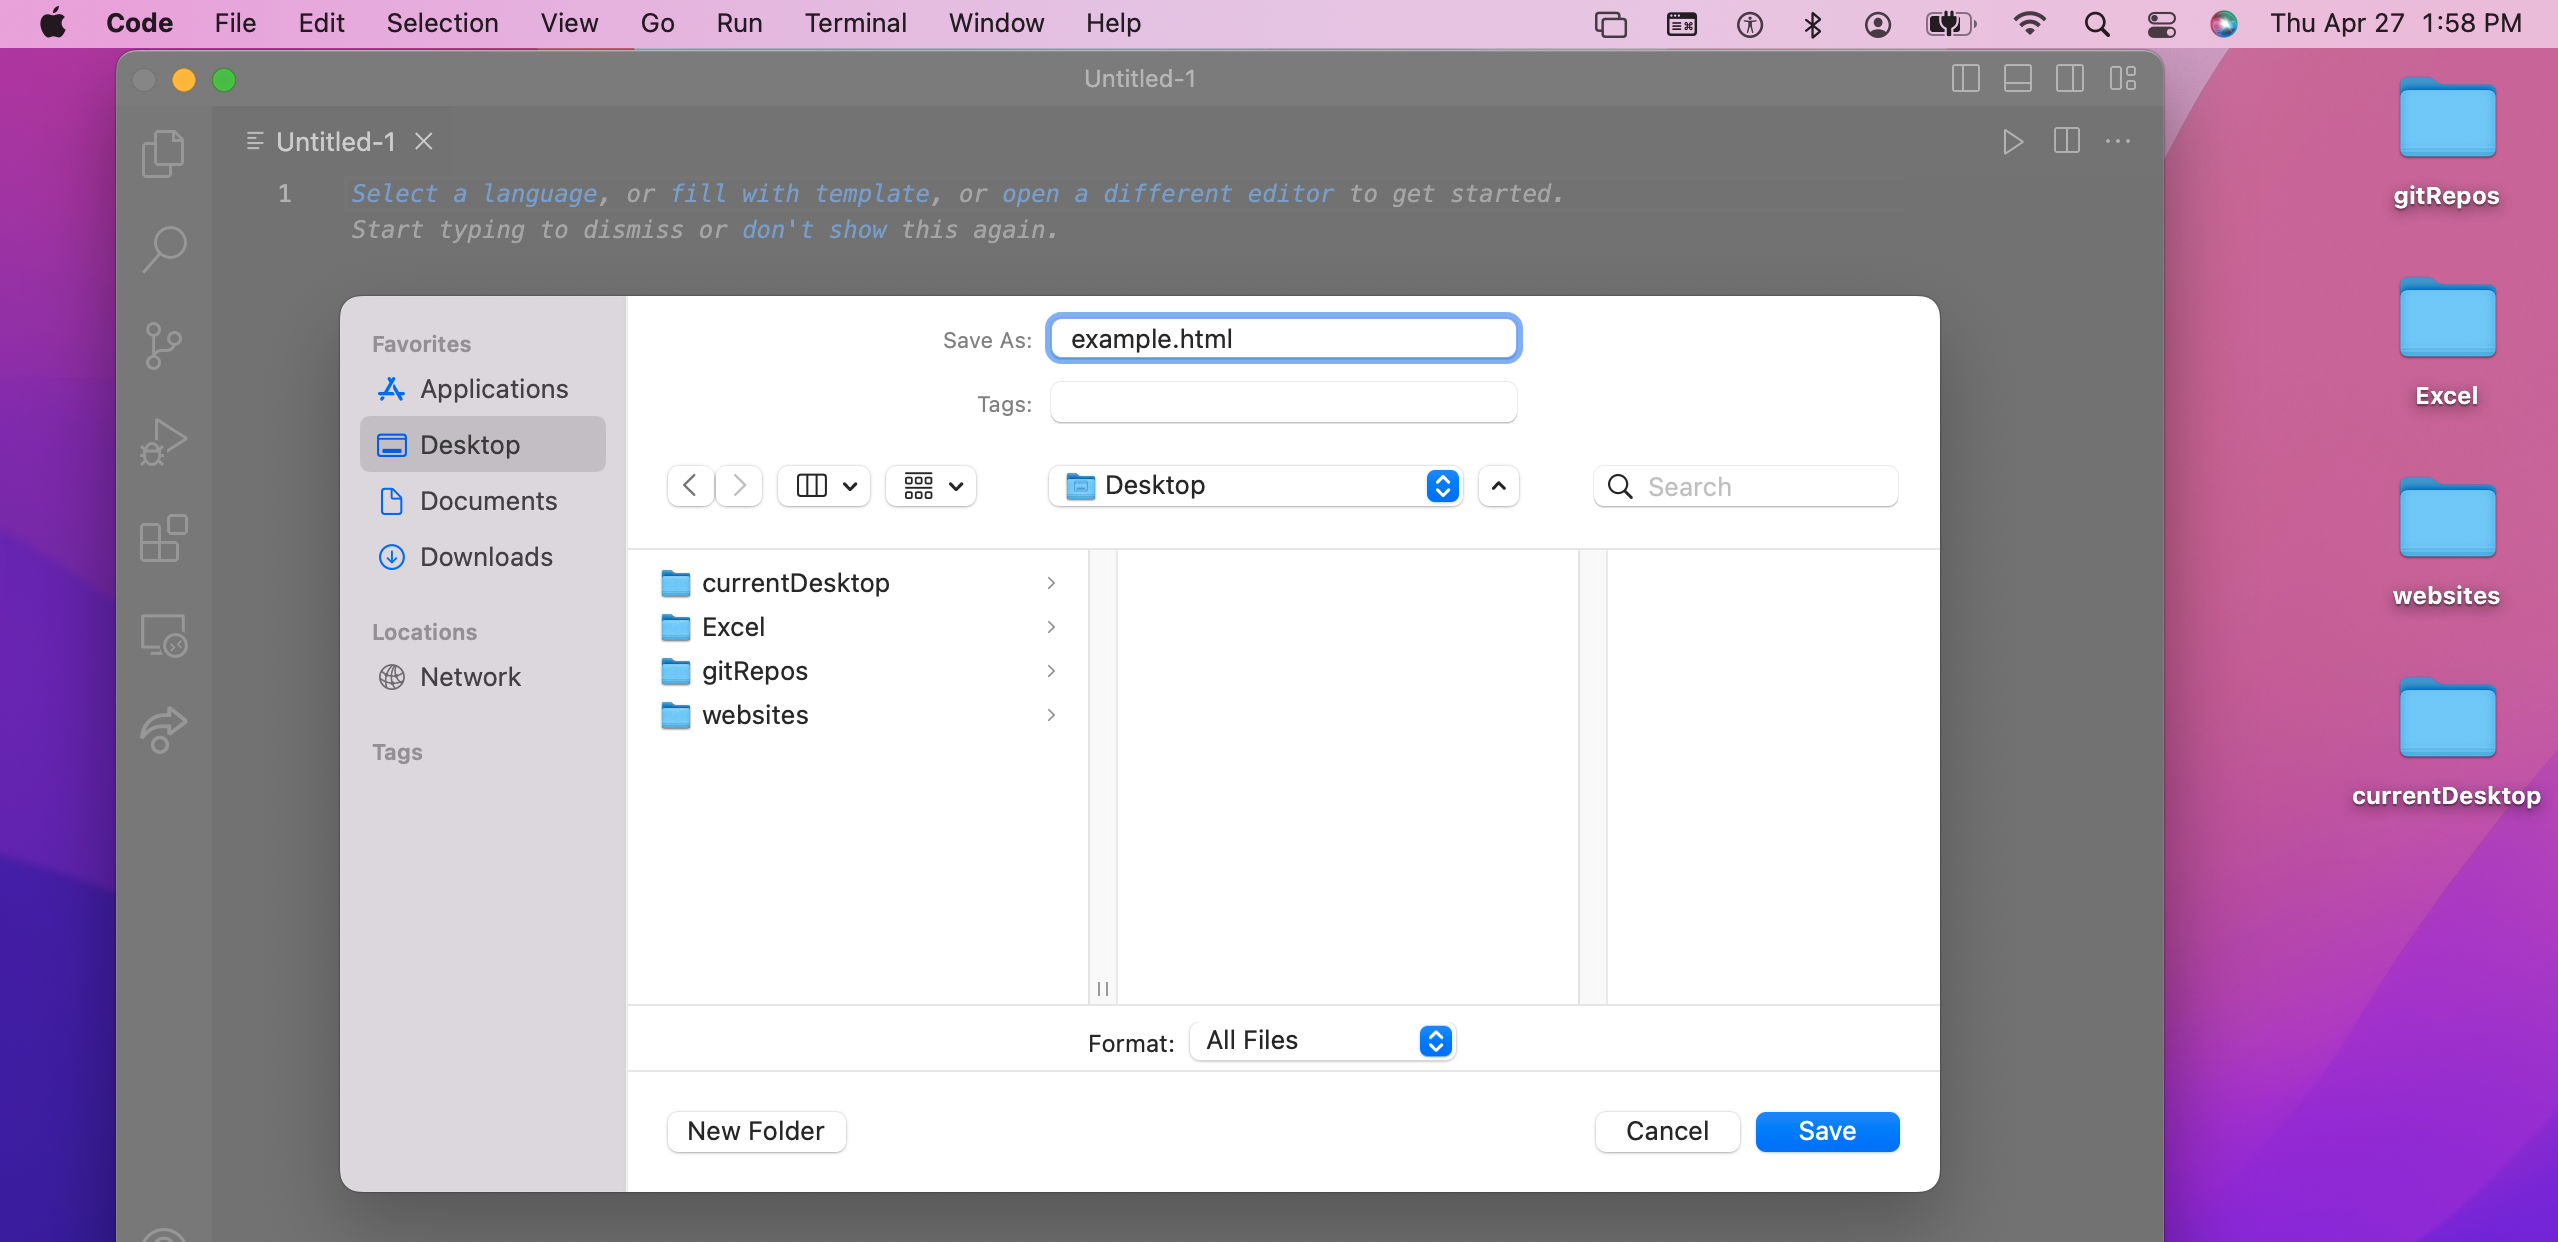 Code File Edit Selection View Go Run Terminal Window Help Thu Apr 27 1:58 PM
Untitled-1
Untitled-1
1 Select a language, or fill with template, or open a different editor to get started.
Start typing to dismiss or don't show this again.
Favorites
Applications
Desktop
Documents
Downloads
Locations
Network
Tags
Save As: example.html
Tags:
Desktop
Search
currentDesktop
Excel
gitRepos
websites
Format: All Files
New Folder
Cancel
Save
gitRepos
Excel
websites
currentDesktop